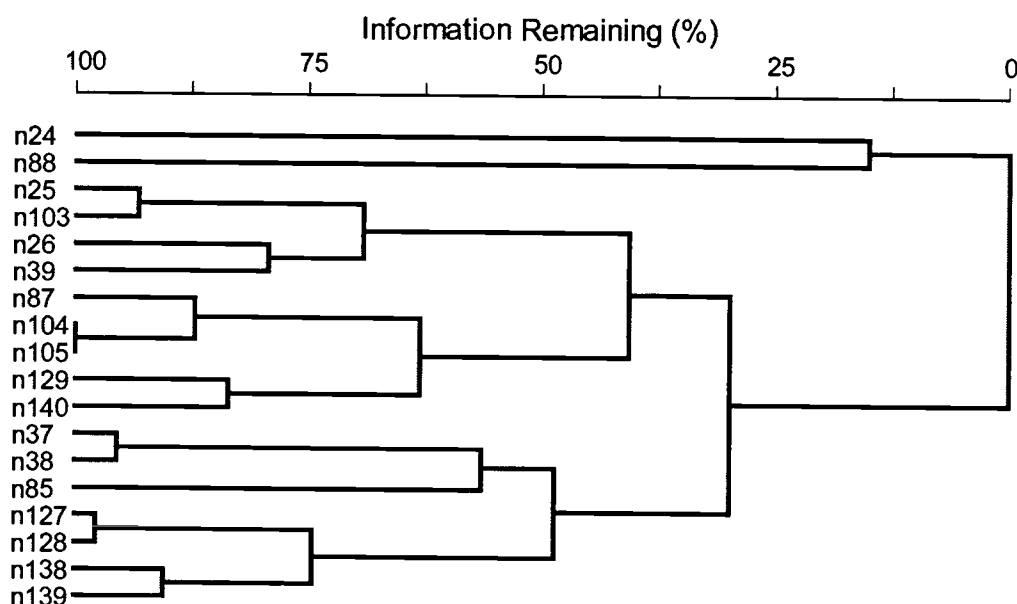 Information Remaining (%)
100 75 50 25 0
n24
n88
n25
n103
n26
n39
n87
n104
n105
n129
n140
n37
n38
n85
n127
n128
n138
n139